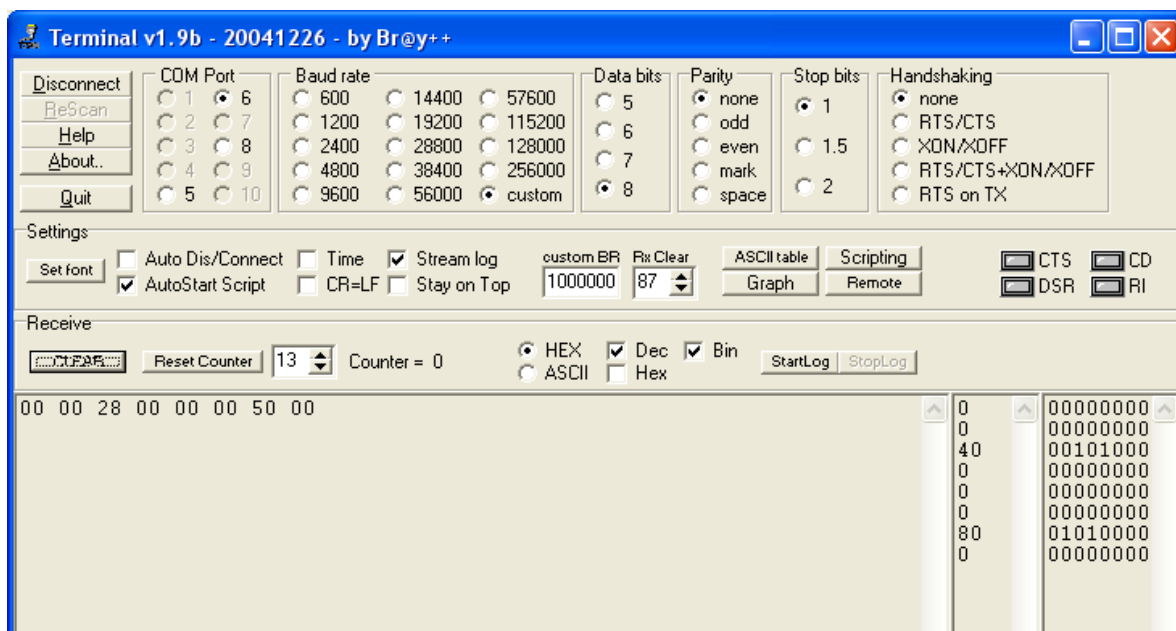 Terminal v1.9b - 20041226 - by Br@y++
Disconnect
ReScan
Help
About..
Quit
COM Port
1 6
2 7
3 8
4 9
5 10
Baud rate
600 14400 57600
1200 19200 115200
2400 28800 128000
4800 38400 256000
9600 56000 custom
Data bits
5
6
7
8
Parity
none
odd
even
mark
space
Stop bits
1
1.5
2
Handshaking
none
RTS/CTS
XON/XOFF
RTS/CTS+XON/XOFF
RTS on TX
Settings
Set font
Auto Dis/Connect Time Stream log
AutoStart Script CR=LF Stay on Top
custom BR Rx Clear
1000000 87
ASCII table Scripting
Graph Remote
CTS CD
DSR RI
Receive
CLEAR Reset Counter 13 Counter = 0
HEX Dec Bin
ASCII Hex
StartLog StopLog
00 00 28 00 00 00 50 00
0 00000000
0 00000000
40 00101000
0 00000000
0 00000000
0 00000000
80 01010000
0 00000000